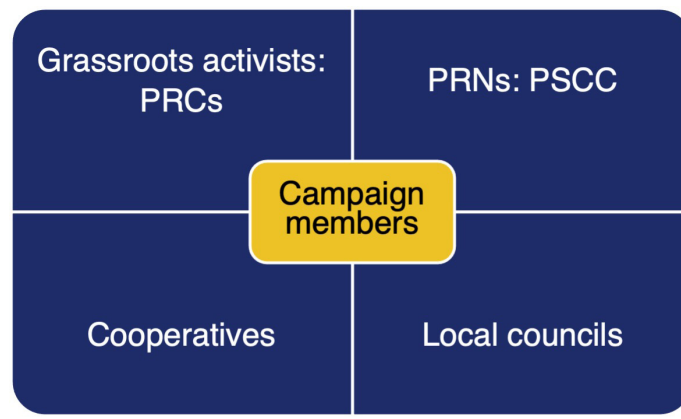 Grassroots activists:
PRCs
PRNs: PSCC
Campaign
members
Cooperatives
Local councils